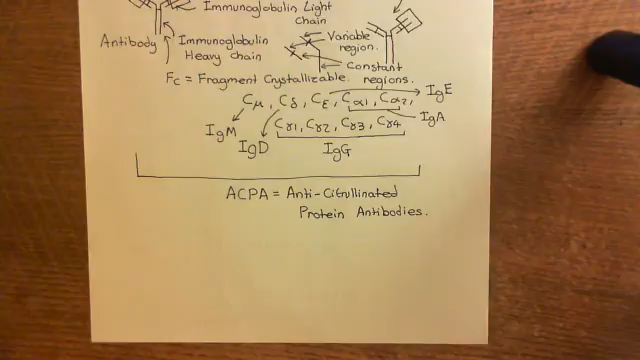 Immunoglobulin Light
Chain
Antibody
Immunoglobulin
Heavy Chain
Variable
region.
Constant
regions.
Fc = Fragment Crystallizable.
Cμ, Cδ, Cε, Cα1, Cα2,
IgE
IgA
Cγ1, Cγ2, Cγ3, Cγ4
IgM
IgD
IgG
ACPA = Anti-Citrullinated
Protein Antibodies.